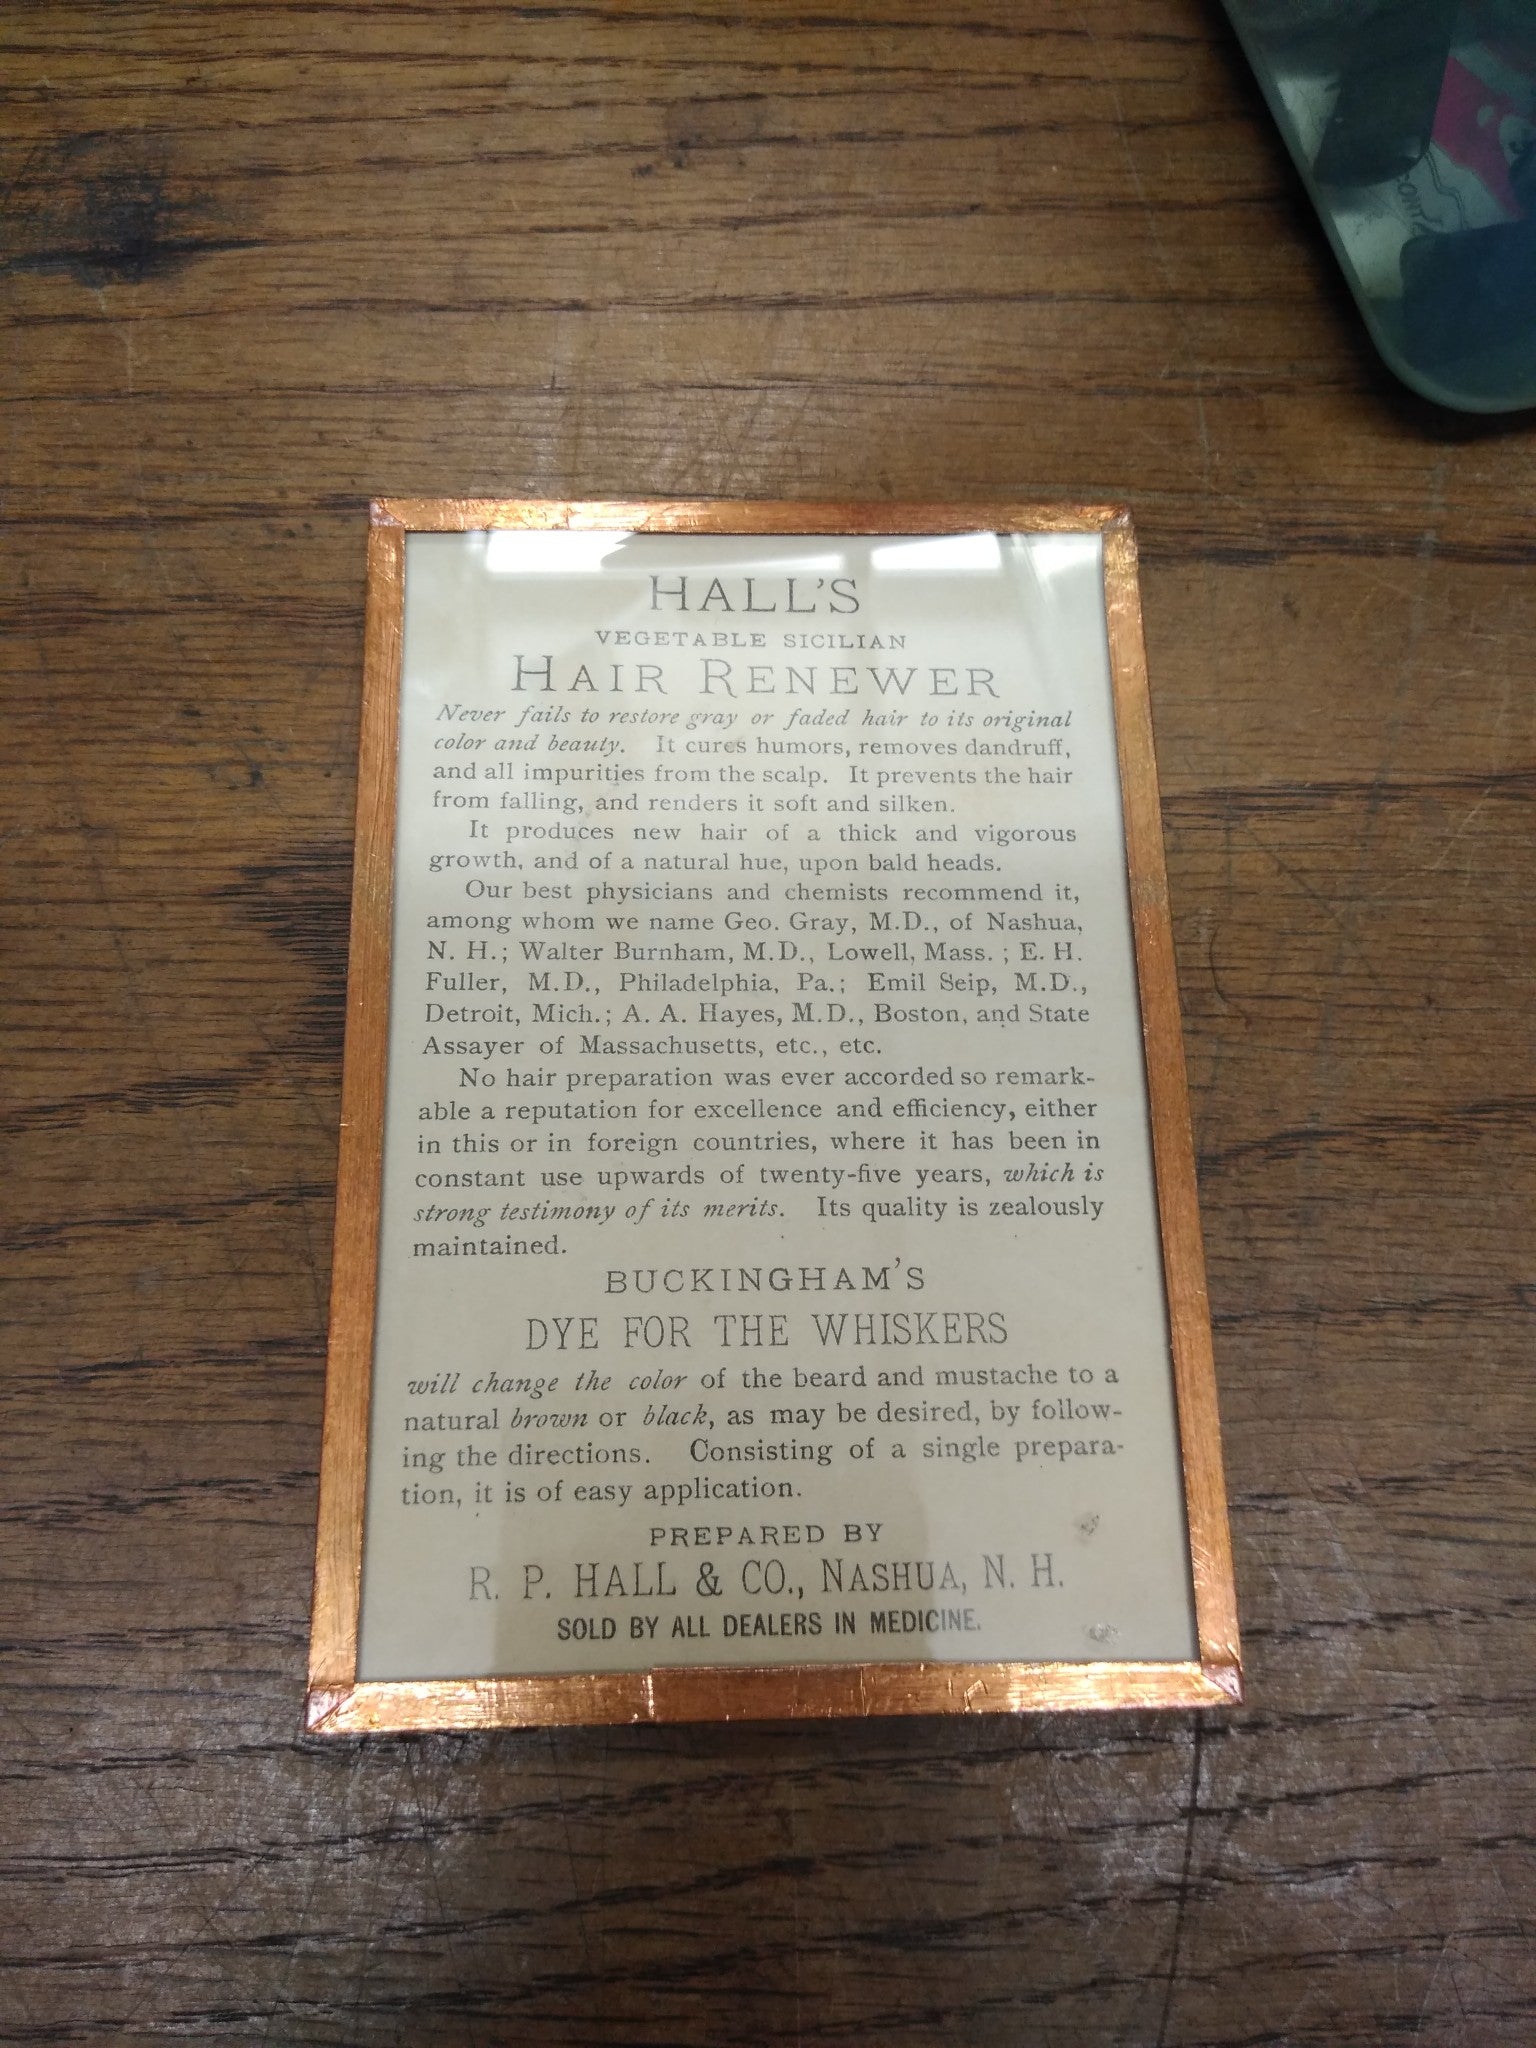 HALL'S
VEGETABLE SICILIAN
HAIR RENEWER
Never fails to restore gray or faded hair to its original
color and beauty. It cures humors, removes dandruff,
and all impurities from the scalp. It prevents the hair
from falling, and renders it soft and silken.
It produces new hair of a thick and vigorous
growth, and of a natural hue, upon bald heads.
Our best physicians and chemists recommend it,
among whom we name Geo. Gray, M.D., of Nashua,
N. H.; Walter Burnham, M.D., Lowell, Mass. ; E. H.
Fuller, M.D., Philadelphia, Pa.; Emil Seip, M.D.,
Detroit, Mich.; A. A. Hayes, M.D., Boston, and State
Assayer of Massachusetts, etc., etc.
No hair preparation was ever accorded so remark-
able a reputation for excellence and efficiency, either
in this or in foreign countries, where it has been in
constant use upwards of twenty-five years, which is
strong testimony of its merits. Its quality is zealously
maintained.
BUCKINGHAM'S
DYE FOR THE WHISKERS
will change the color of the beard and mustache to a
natural brown or black, as may be desired, by follow-
ing the directions. Consisting of a single prepara-
tion, it is of easy application.
PREPARED BY
R. P. HALL & CO., NASHUA, N. H.
SOLD BY ALL DEALERS IN MEDICINE.